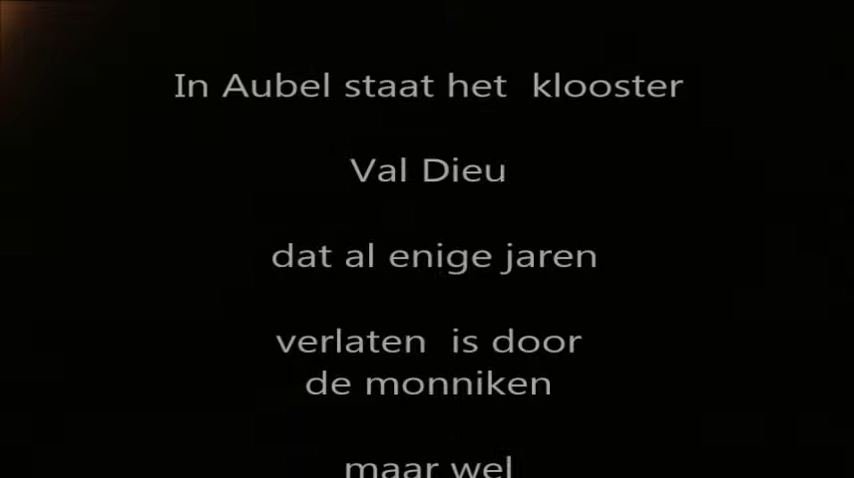 In Aubel staat het klooster
Val Dieu
dat al enige jaren
verlaten is door
de monniken
maar wel